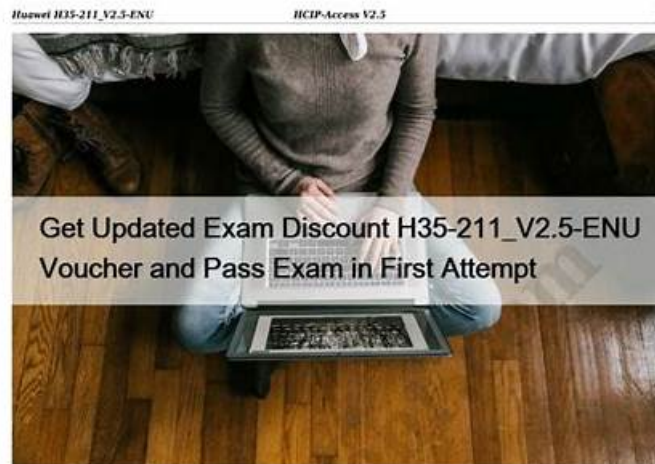 Huawei H35-211_V2.5-ENU HCIP-Access V2.5
Get Updated Exam Discount H35-211_V2.5-ENU
Voucher and Pass Exam in First Attempt